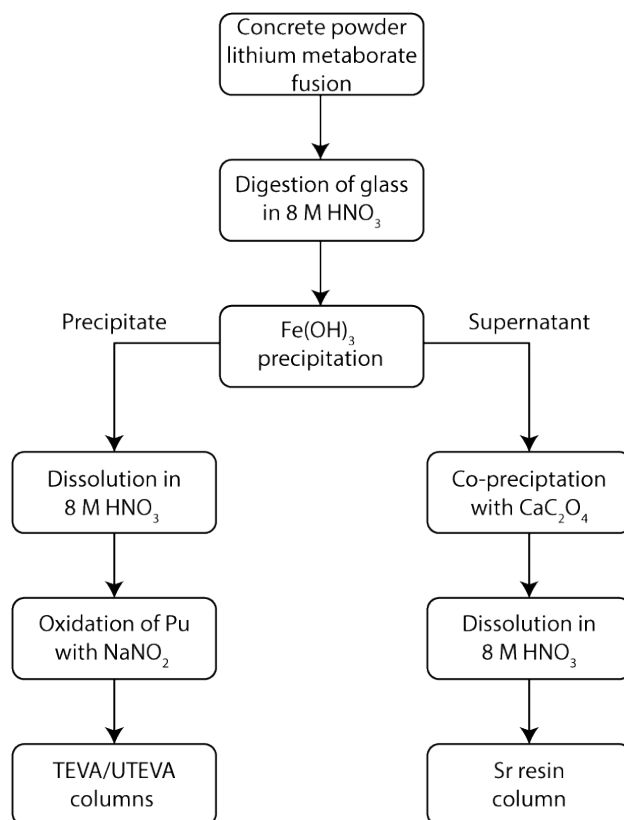 Concrete powder
lithium metaborate
fusion
Digestion of glass
in 8 M HNO₃
Precipitate
Fe(OH)₃
precipitation
Supernatant
Dissolution in
8 M HNO₃
Co-preciptation
with CaC₂O₄
Oxidation of Pu
with NaNO₂
Dissolution in
8 M HNO₃
TEVA/UTEVA
columns
Sr resin
column